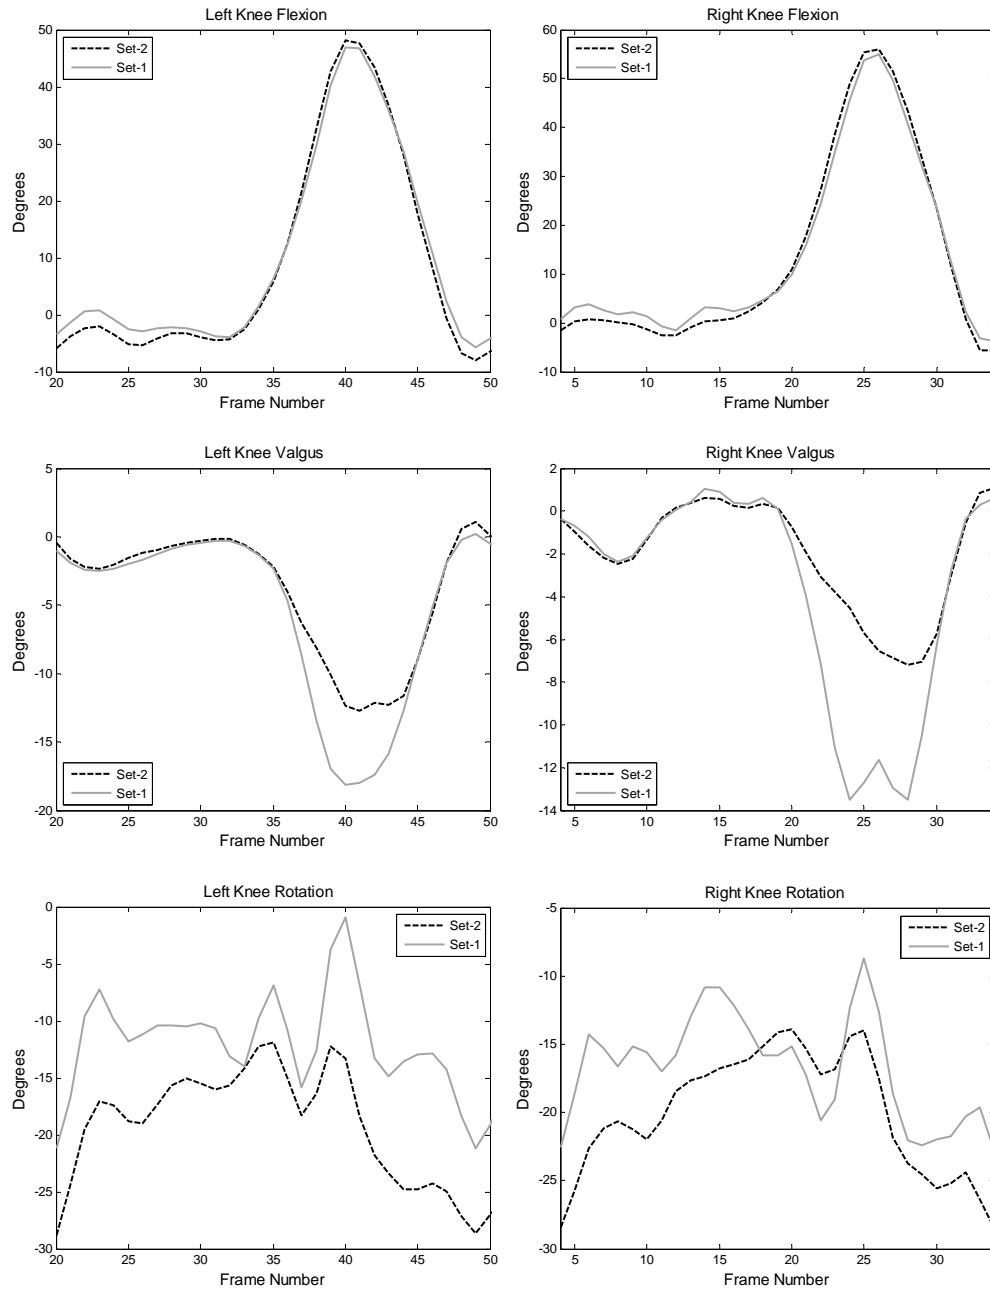 Left Knee Flexion
50
40
30
20
10
0
-10
Degrees
Set-2
Set-1
20 25 30 35 40 45 50
Frame Number
Right Knee Flexion
60
50
40
30
20
10
0
-10
Degrees
Set-2
Set-1
5 10 15 20 25 30
Frame Number
Left Knee Valgus
5
0
-5
-10
-15
-20
Degrees
Set-2
Set-1
20 25 30 35 40 45 50
Frame Number
Right Knee Valgus
2
0
-2
-4
-6
-8
-10
-12
-14
Degrees
Set-2
Set-1
5 10 15 20 25 30
Frame Number
Left Knee Rotation
0
-5
-10
-15
-20
-25
-30
Degrees
Set-2
Set-1
20 25 30 35 40 45 50
Frame Number
Right Knee Rotation
-5
-10
-15
-20
-25
-30
Degrees
Set-2
Set-1
5 10 15 20 25 30
Frame Number